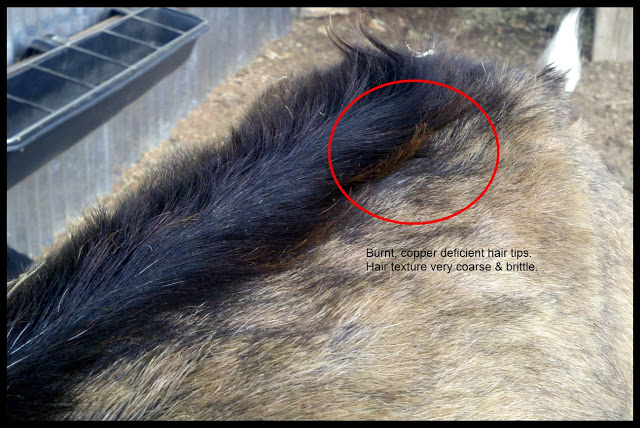 Burnt, copper deficient hair tips.
Hair texture very coarse & brittle.